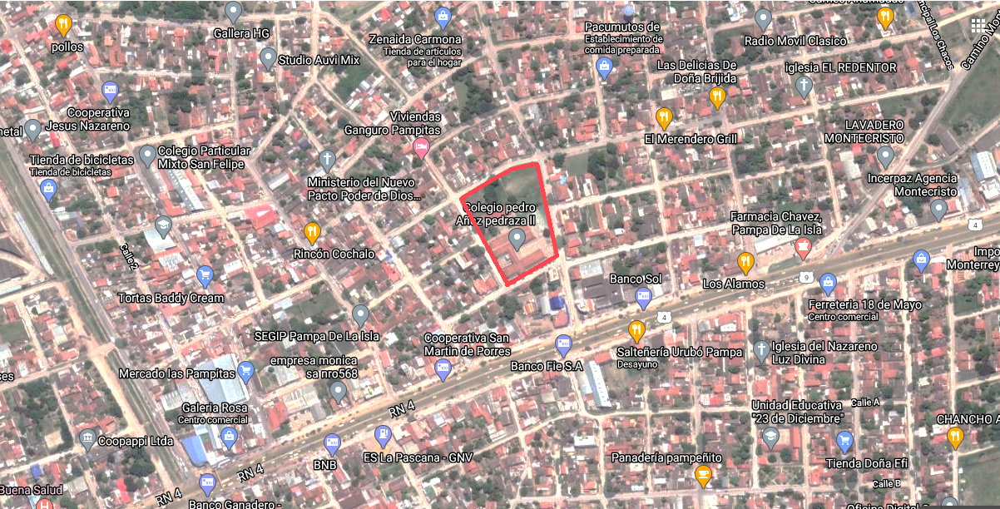 Carnes Ahumadas
pollos
Gallera HG
Zenaida Carmona
Tienda de artículos
para el hogar
Pacumutos de
Establecimiento de
comida preparada
Radio Movil Clasico
Studio Auvi Mix
Las Delicias De
Doña Brijida
iglesia EL REDENTOR
Cooperativa
Jesus Nazareno
Viviendas
Ganguro Pampitas
El Merendero Grill
LAVADERO
MONTECRISTO
Tienda de bicicletas
Tienda de bicicletas
Colegio Particular
Mixto San Felipe
Ministerio del Nuevo
Pacto Poder de Dios...
Incerpaz Agencia
Montecristo
Colegio pedro
Añez pedraza II
Farmacia Chavez,
Pampa De La Isla
4
Calle 2
Rincón Cochalo
Impo
Monterrey
Tortas Baddy Cream
Banco Sol
Los Alamos
9
Ferreteria 18 de Mayo
Centro comercial
4
SEGIP Pampa De La Isla
Cooperativa San
Martin de Porres
Salteñería Urubó Pampa
Desayuno
Iglesia del Nazareno
Luz Divina
empresa monica
sa nro568
Banco Fie S.A
Mercado las Pampitas
Galeria Rosa
Centro comercial
RN 4
Unidad Educativa
"23 de Diciembre"
Calle A
CHANCHO A
Coopappi Ltda
BNB
ES La Pascana - GNV
Panadería pampeñito
Tienda Doña Efi
RN 4
Calle B
Buena Salud
RN 4
Banco Ganadero -
Oficina Digital